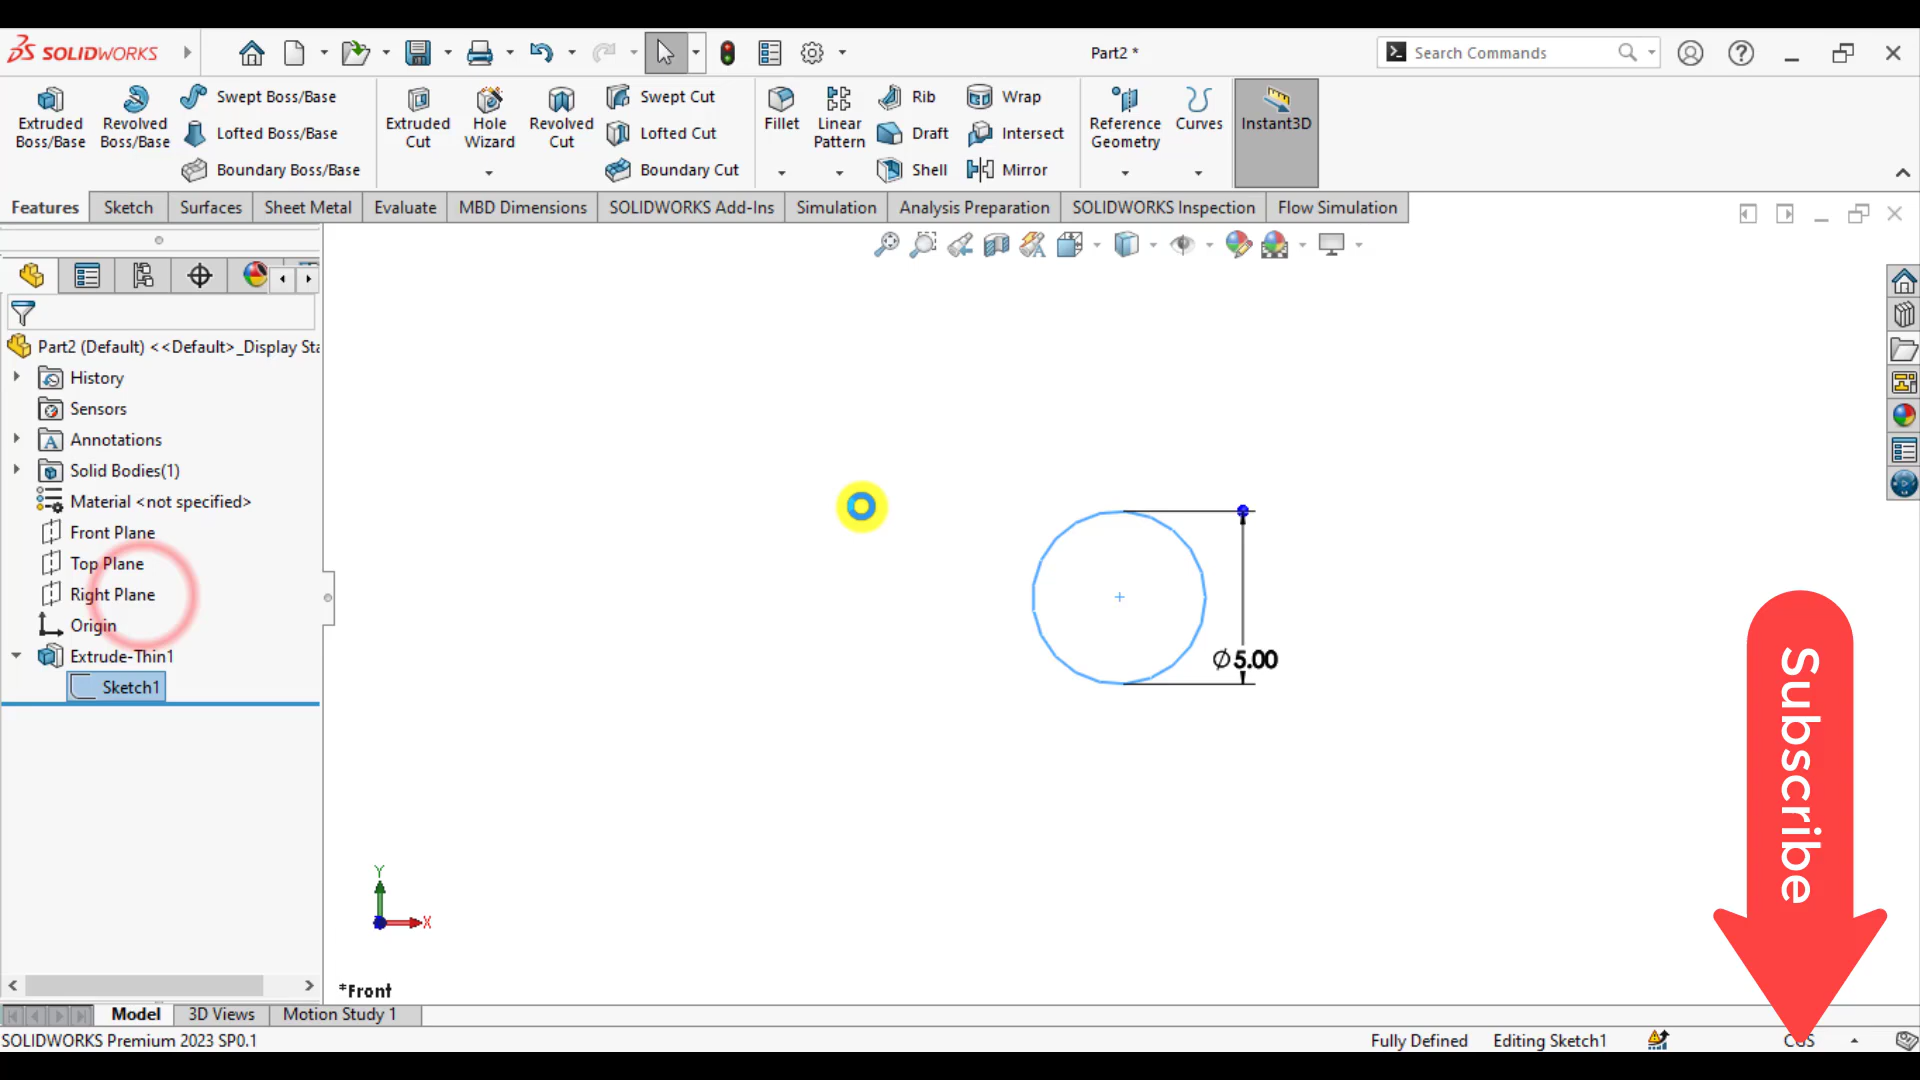 SOLIDWORKS
Part2 *
Search Commands
Extruded Boss/Base
Revolved Boss/Base
Swept Boss/Base
Lofted Boss/Base
Boundary Boss/Base
Extruded Cut
Hole Wizard
Revolved Cut
Swept Cut
Lofted Cut
Boundary Cut
Fillet
Linear Pattern
Rib
Draft
Shell
Wrap
Intersect
Mirror
Reference Geometry
Curves
Instant3D
Features
Sketch
Surfaces
Sheet Metal
Evaluate
MBD Dimensions
SOLIDWORKS Add-Ins
Simulation
Analysis Preparation
SOLIDWORKS Inspection
Flow Simulation
Part2 (Default) <<Default>_Display Sta
History
Sensors
Annotations
Solid Bodies(1)
Material <not specified>
Front Plane
Top Plane
Right Plane
Origin
Extrude-Thin1
Sketch1
∅5.00
Subscribe
Y
X
*Front
Model
3D Views
Motion Study 1
SOLIDWORKS Premium 2023 SP0.1
Fully Defined
Editing Sketch1
CGS